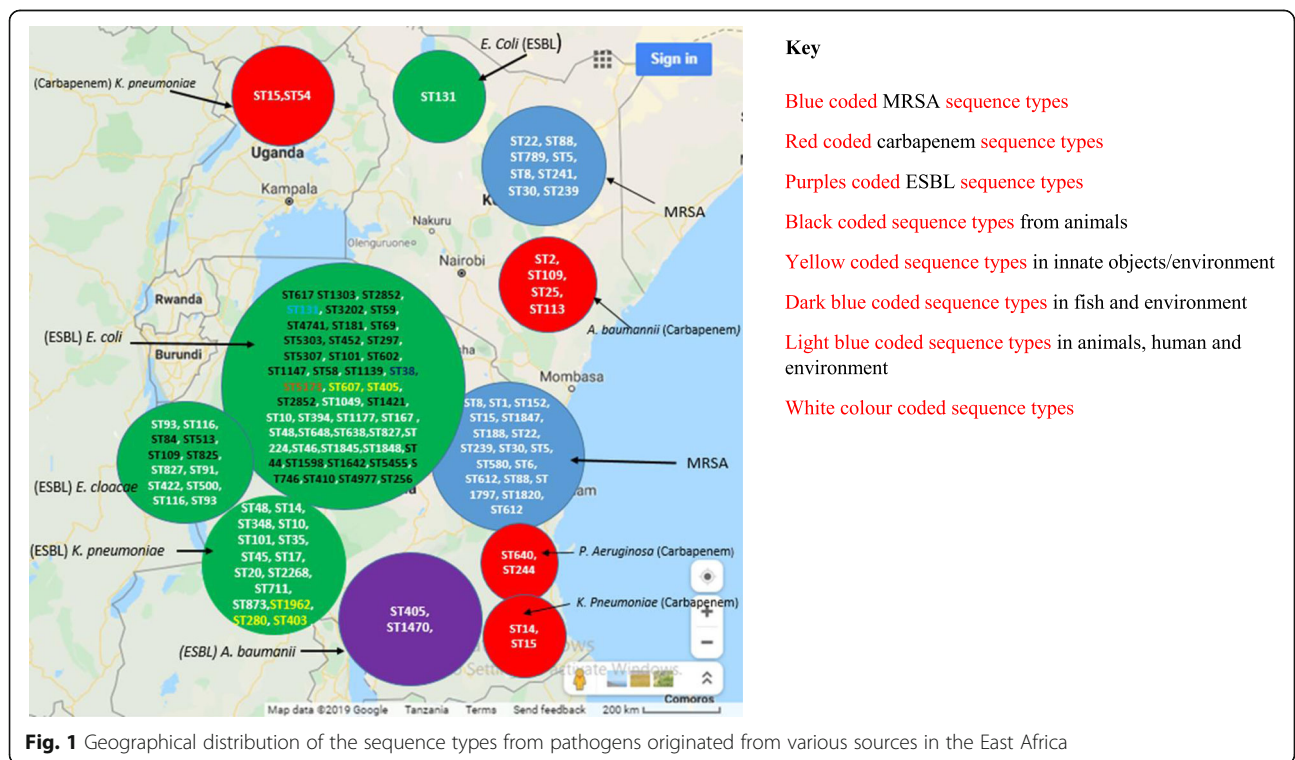 E. Coli (ESBL)
Sign in
(Carbapenem) K. pneumoniae
ST15,ST54
ST131
Uganda
Kampala
ST22, ST88,
ST789, ST5,
ST8, ST241,
ST30, ST239
MRSA
Nakuru
Olenguruone
Nairobi
ST2,
ST109,
ST25,
ST113
A. baumannii (Carbapenem)
Rwanda
Burundi
(ESBL) E. coli
ST617 ST1303, ST2852,
ST131, ST3202, ST59,
ST4741, ST181, ST69,
ST5303, ST452, ST297,
ST5307, ST101, ST602,
ST1147, ST58, ST1139, ST38,
ST607, ST405,
ST2852, ST1049, ST1421,
ST10, ST394, ST1177, ST167 ,
ST48,ST648,ST638,ST827,ST
224,ST46,ST1845,ST1848,ST
44,ST1598,ST1642,ST5455,S
T746,ST410,ST4977,ST256
Mombasa
ST8, ST1, ST152,
ST15, ST1847,
ST188, ST22,
ST239, ST30, ST5,
ST580, ST6,
ST612, ST88, ST
1797, ST1820,
ST612
MRSA
ST93, ST116,
ST84, ST513,
ST109, ST825,
ST827, ST91,
ST422, ST500,
ST116, ST93
(ESBL) E. cloacae
ST48, ST14,
ST348, ST10,
ST101, ST35,
ST45, ST17,
ST20, ST2268,
ST711,
ST873,ST1962,
ST280, ST403
(ESBL) K. pneumoniae
ST640,
ST244
P. Aeruginosa (Carbapenem)
K. Pneumoniae (Carbapenem)
ST14,
ST15
ST405,
ST1470,
(ESBL) A. baumanii
Comoros
Map data ©2019 Google Tanzania Terms Send feedback 200 km
Key
Blue coded MRSA sequence types
Red coded carbapenem sequence types
Purples coded ESBL sequence types
Black coded sequence types from animals
Yellow coded sequence types in innate objects/environment
Dark blue coded sequence types in fish and environment
Light blue coded sequence types in animals, human and
environment
White colour coded sequence types
Fig. 1 Geographical distribution of the sequence types from pathogens originated from various sources in the East Africa